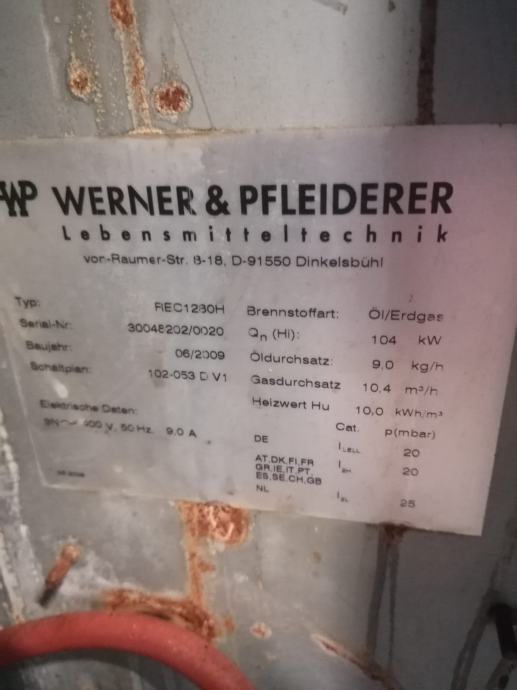 WP WERNER & PFLEIDERER
Lebensmitteltechnik
von-Raumer-Str. 8-18, D-91550 Dinkelsbühl
Typ: REC1280H
Serial-Nr: 30048202/0020
Baujahr: 06/2009
Schaltplan: 102-053 D V1
Elektrische Daten:
400 V, 50 Hz, 9.0 A
Brennstoffart: Öl/Erdgas
Qn (Hi): 104 kW
Öldurchsatz: 9,0 kg/h
Gasdurchsatz 10,4 m³/h
Heizwert Hu 10,0 kWh/m³
Cat. p(mbar)
DE I2ELL 20
AT,DK,FI,FR
GR,IE,IT,PT I2H 20
ES,SE,CH,GB
NL 25